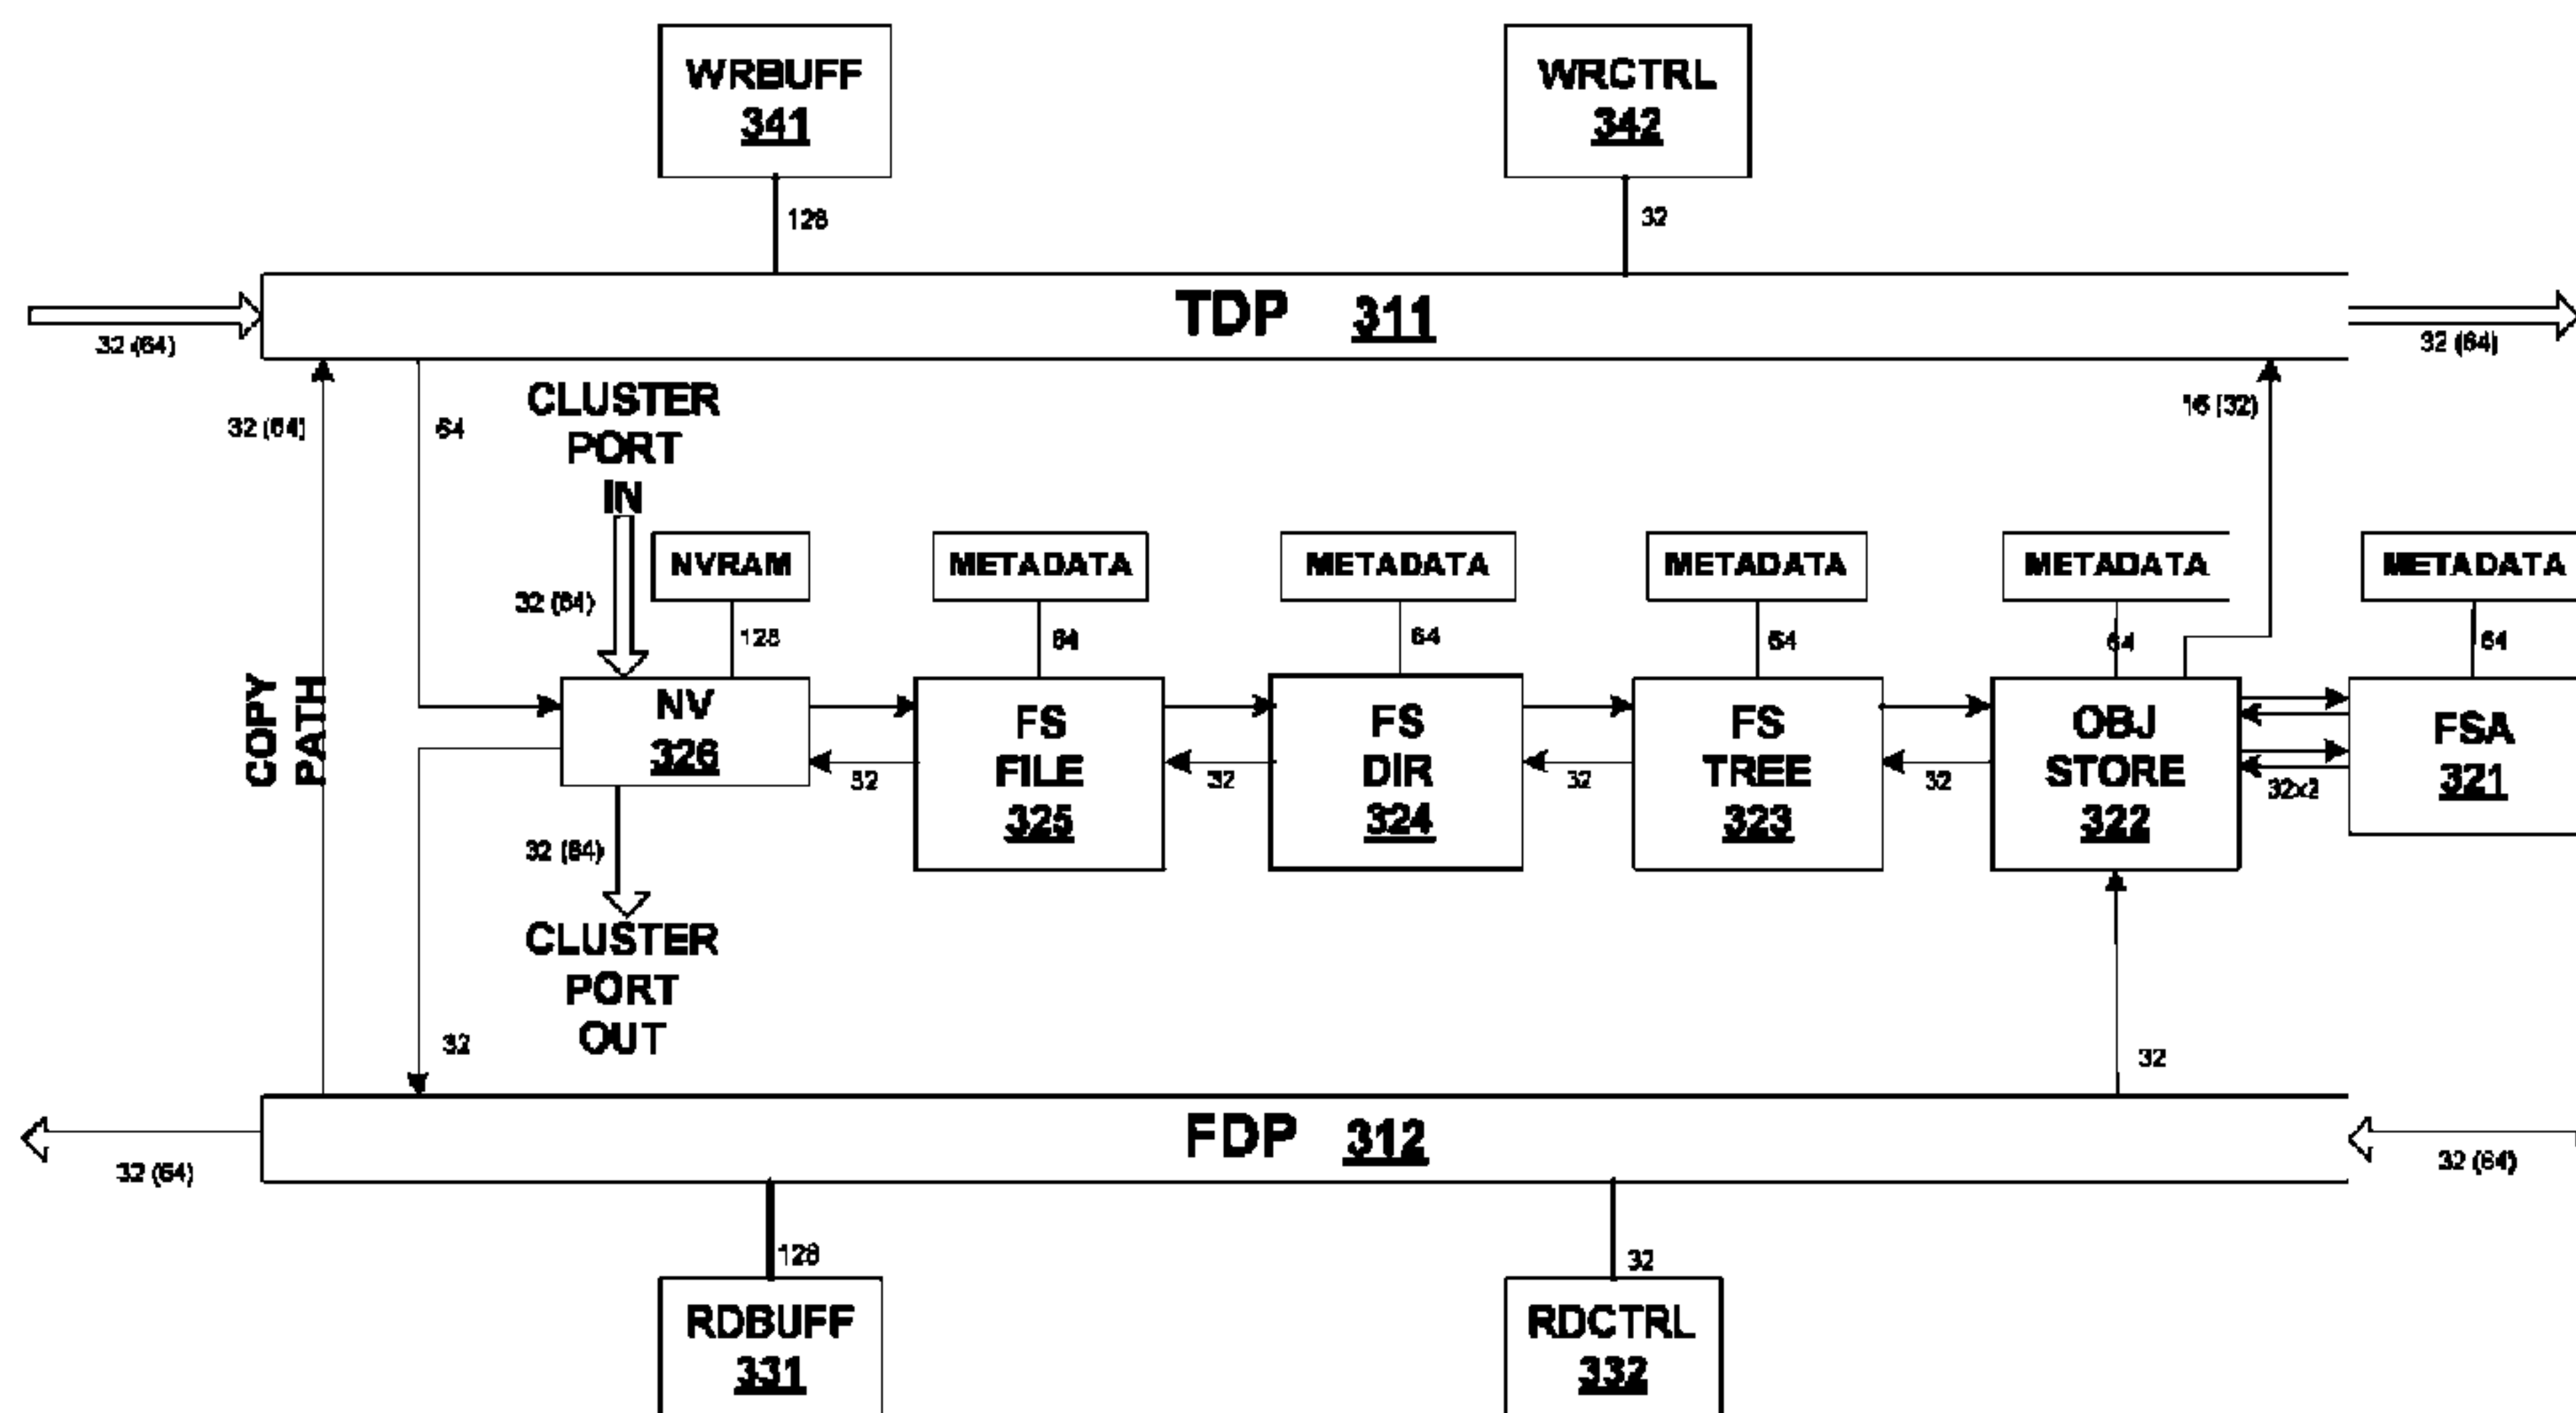 WRBUFF
341
WRCTRL
342
128
32
TDP 311
32 (64)
32 (64)
32 (64)
64
CLUSTER
PORT
IN
16 (32)
NVRAM
METADATA
METADATA
METADATA
METADATA
METADATA
32 (64)
128
64
64
64
64
64
COPY
PATH
NV
326
FS
FILE
325
FS
DIR
324
FS
TREE
323
OBJ
STORE
322
FSA
321
32
32
32
32
32x2
32 (64)
CLUSTER
PORT
OUT
32
32
FDP 312
32 (64)
32 (64)
128
32
RDBUFF
331
RDCTRL
332